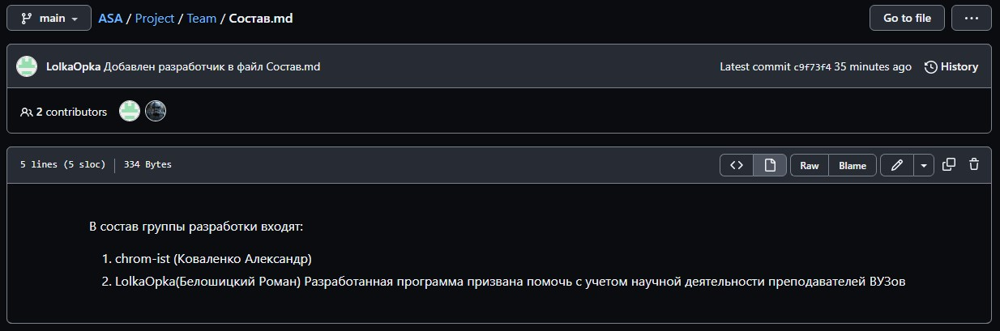 main ASA / Project / Team / Состав.md Go to file ...
LolkaOpka Добавлен разработчик в файл Состав.md Latest commit c9f73f4 35 minutes ago History
2 contributors
5 lines (5 sloc) 334 Bytes Raw Blame
В состав группы разработки входят:
1. chrom-ist (Коваленко Александр)
2. LolkaOpka(Белошицкий Роман) Разработанная программа призвана помочь с учетом научной деятельности преподавателей ВУЗов